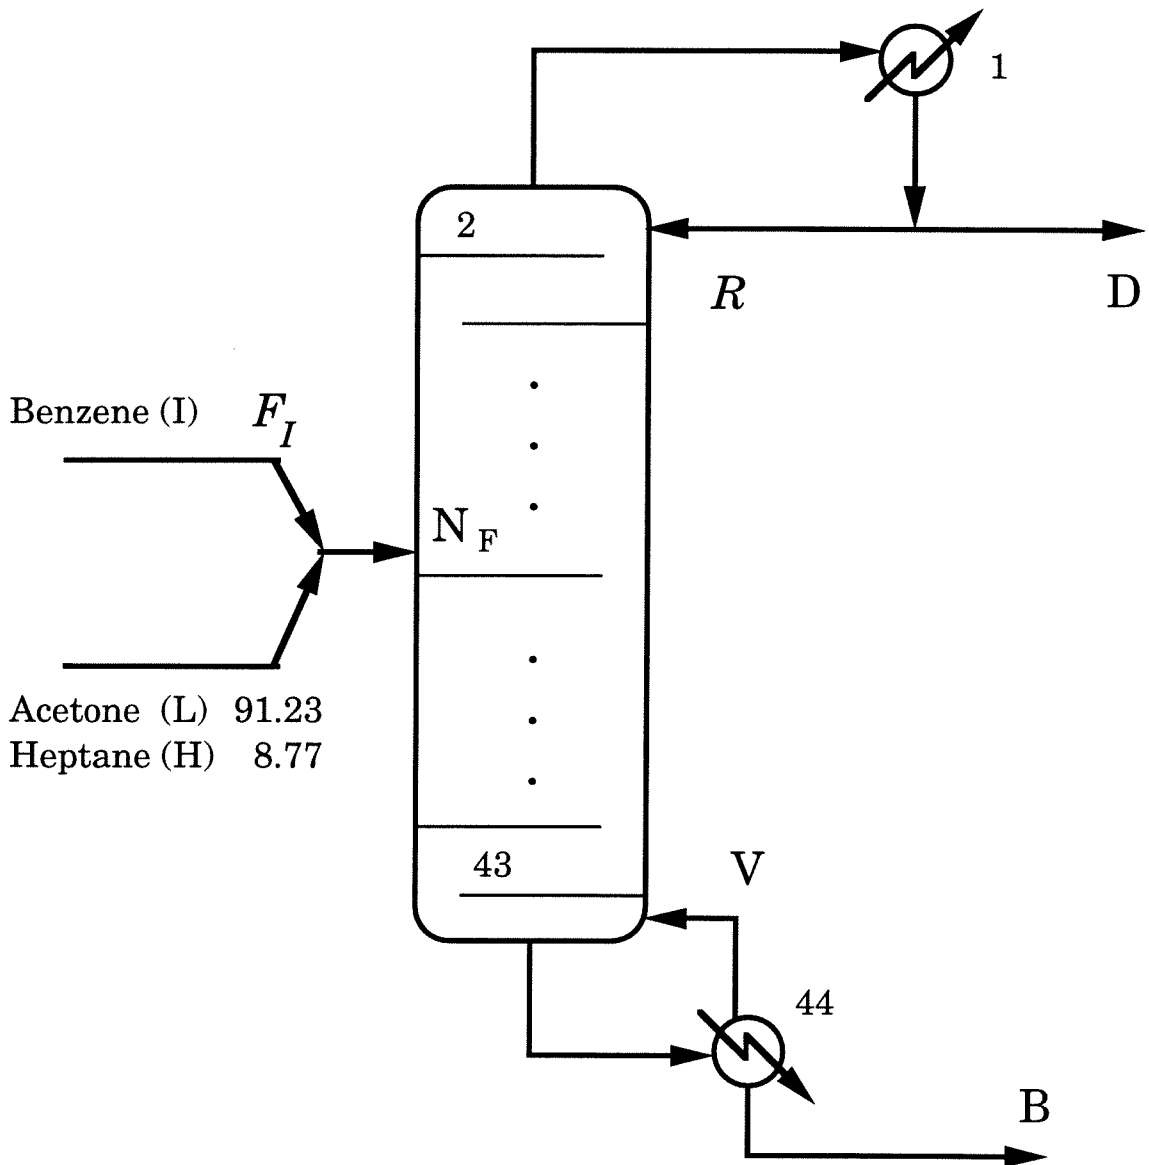 1
2
R
D
Benzene (I) F_I
N_F
Acetone (L) 91.23
Heptane (H) 8.77
43
V
44
B